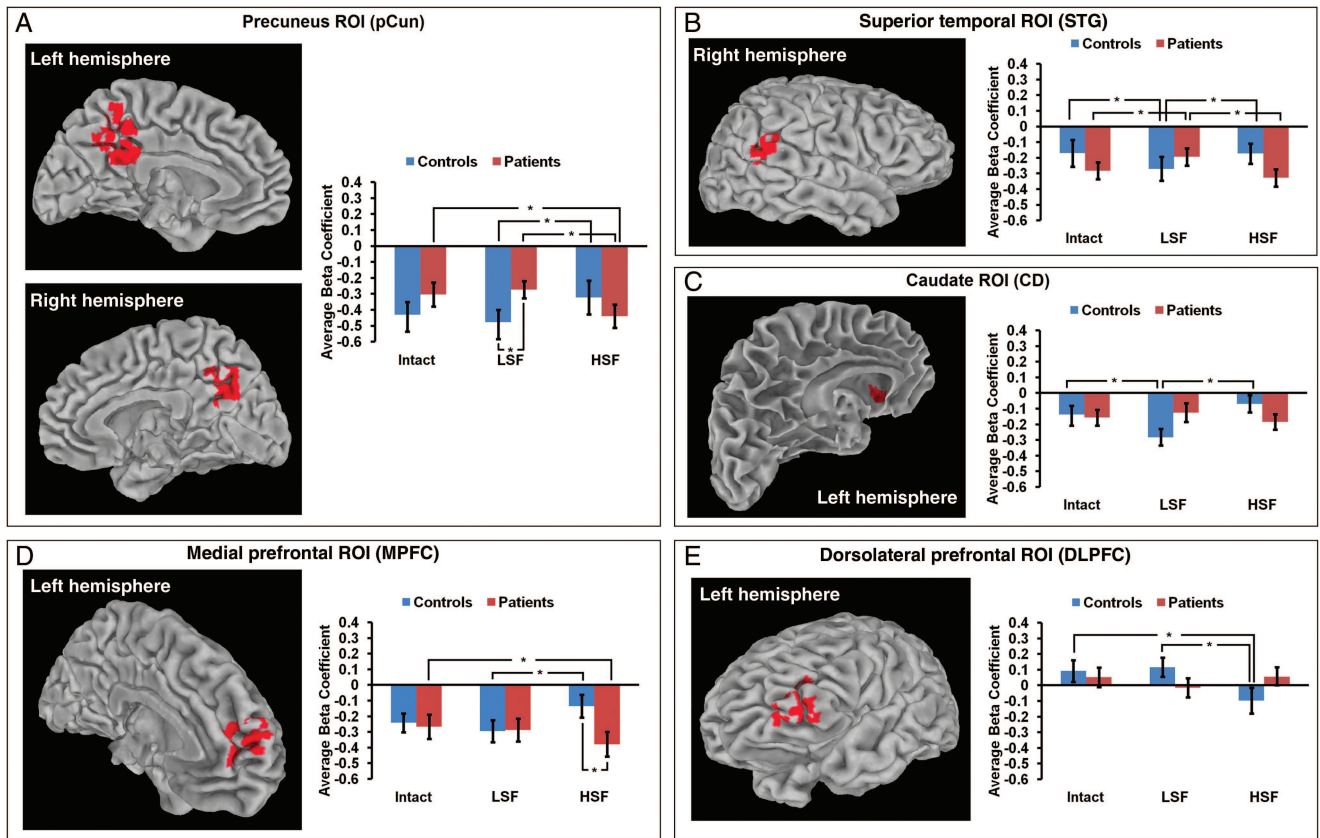 A
Precuneus ROI (pCun)
Left hemisphere
Right hemisphere
Controls Patients
Average Beta Coefficient
0.4
0.3
0.2
0.1
0
-0.1
-0.2
-0.3
-0.4
-0.5
-0.6
*
*
*
*
Intact LSF HSF
B
Superior temporal ROI (STG)
Right hemisphere
Controls Patients
Average Beta Coefficient
0.4
0.3
0.2
0.1
0
-0.1
-0.2
-0.3
-0.4
-0.5
-0.6
* *
* *
Intact LSF HSF
C
Caudate ROI (CD)
Left hemisphere
Controls Patients
Average Beta Coefficient
0.4
0.3
0.2
0.1
0
-0.1
-0.2
-0.3
-0.4
-0.5
-0.6
* *
Intact LSF HSF
D
Medial prefrontal ROI (MPFC)
Left hemisphere
Controls Patients
Average Beta Coefficient
0.4
0.3
0.2
0.1
0
-0.1
-0.2
-0.3
-0.4
-0.5
-0.6
*
*
*
Intact LSF HSF
E
Dorsolateral prefrontal ROI (DLPFC)
Left hemisphere
Controls Patients
Average Beta Coefficient
0.4
0.3
0.2
0.1
0
-0.1
-0.2
-0.3
-0.4
-0.5
-0.6
*
*
Intact LSF HSF